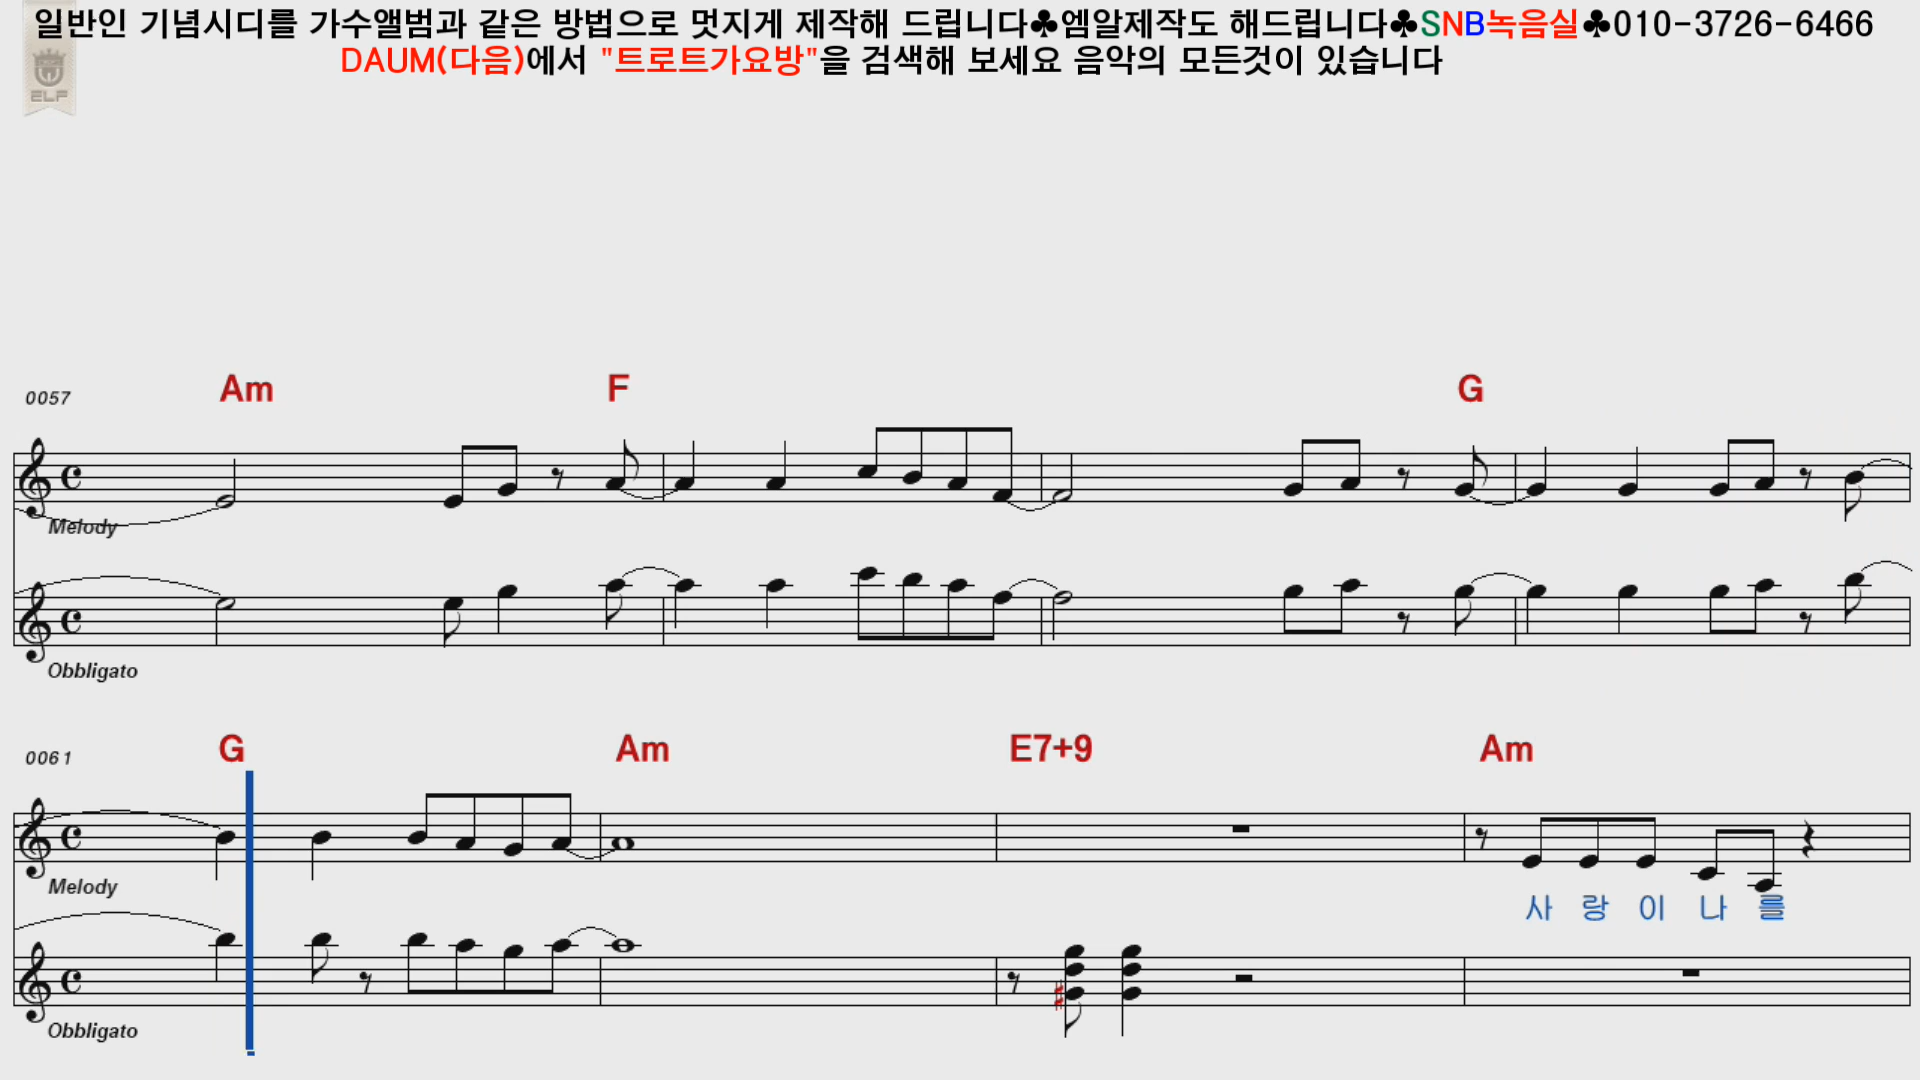 일반인 기념시디를 가수앨범과 같은 방법으로 멋지게 제작해 드립니다♣엠알제작도 해드립니다♣SNB녹음실♣010-3726-6466
DAUM(다음)에서 "트로트가요방"을 검색해 보세요 음악의 모든것이 있습니다
ELF
0057 Am F G
Melody
Obbligato
0061 G Am E7+9 Am
Melody
사 랑 이 나 를
Obbligato